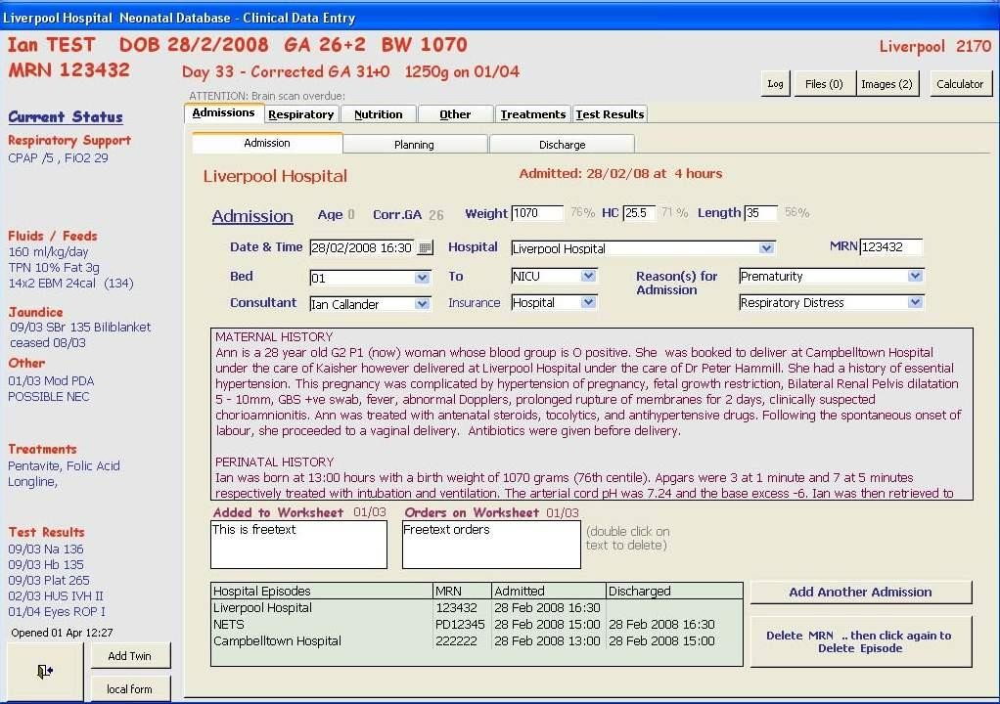 Liverpool Hospital  Neonatal Database - Clinical Data Entry
Ian TEST  DOB 28/2/2008  GA 26+2  BW 1070
Liverpool  2170
MRN 123432
Day 33 - Corrected GA 31+0  1250g on 01/04
Log
Files (0)
Images (2)
Calculator
ATTENTION: Brain scan overdue:
Current Status
Respiratory Support
CPAP /5 , FiO2 29
Fluids / Feeds
160 ml/kg/day
TPN 10% Fat 3g
14x2 EBM 24cal  (134)
Jaundice
09/03 SBr 135 Biliblanket
ceased 08/03
Other
01/03 Mod PDA
POSSIBLE NEC
Treatments
Pentavite, Folic Acid
Longline,
Test Results
09/03 Na 136
09/03 Hb 135
09/03 Plat 265
02/03 HUS IVH II
01/04 Eyes ROP I
Opened 01 Apr 12:27
Add Twin
local form
Admissions  Respiratory  Nutrition  Other  Treatments  Test Results
Admission  Planning  Discharge
Liverpool Hospital
Admitted: 28/02/08 at  4 hours
Admission  Age 0  Corr.GA 26  Weight 1070  76%  HC 25.5  71 %  Length 35  56%
Date & Time 28/02/2008 16:30  Hospital Liverpool Hospital  MRN 123432
Bed 01  To NICU  Reason(s) for Prematurity
Admission
Consultant Ian Callander  Insurance Hospital  Respiratory Distress
MATERNAL HISTORY
Ann is a 28 year old G2 P1 (now) woman whose blood group is O positive. She  was booked to deliver at Campbelltown Hospital
under the care of Kaisher however delivered at Liverpool Hospital under the care of Dr Peter Hammill. She had a history of essential
hypertension. This pregnancy was complicated by hypertension of pregnancy, fetal growth restriction, Bilateral Renal Pelvis dilatation
5 - 10mm, GBS +ve swab, fever, abnormal Dopplers, prolonged rupture of membranes for 2 days, clinically suspected
chorioamnionitis. Ann was treated with antenatal steroids, tocolytics, and antihypertensive drugs. Following the spontaneous onset of
labour, she proceeded to a vaginal delivery.  Antibiotics were given before delivery.
PERINATAL HISTORY
Ian was born at 13:00 hours with a birth weight of 1070 grams (76th centile). Apgars were 3 at 1 minute and 7 at 5 minutes
respectively treated with intubation and ventilation. The arterial cord pH was 7.24 and the base excess -6. Ian was then retrieved to
Added to Worksheet  01/03  Orders on Worksheet  01/03
This is freetext
Freetext orders
(double click on
text to delete)
Hospital Episodes  MRN  Admitted  Discharged
Liverpool Hospital  123432  28 Feb 2008 16:30
NETS  PD12345  28 Feb 2008 15:00  28 Feb 2008 16:30
Campbelltown Hospital  222222  28 Feb 2008 13:00  28 Feb 2008 15:00
Add Another Admission
Delete  MRN  .. then click again to
Delete  Episode